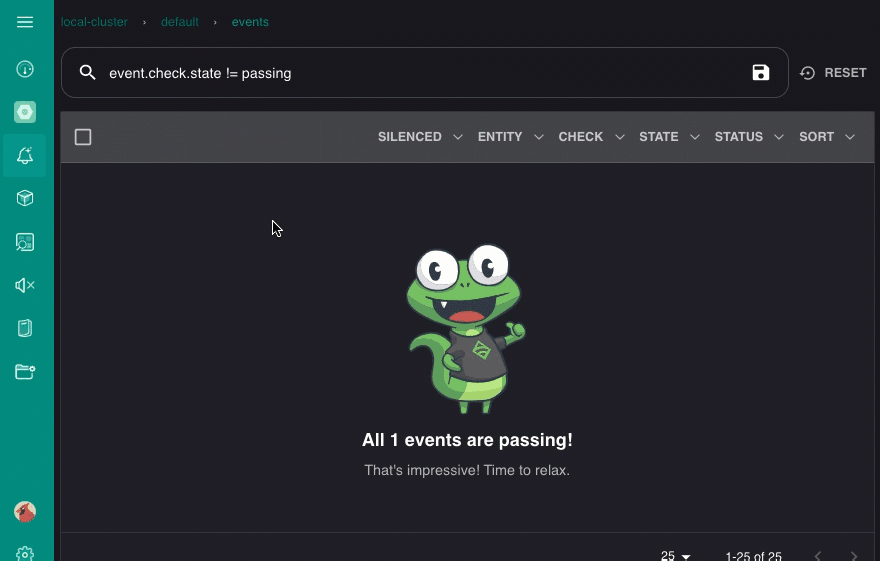 local-cluster › default › events
event.check.state != passing
RESET
SILENCED ENTITY CHECK STATE STATUS SORT
All 1 events are passing!
That's impressive! Time to relax.
25 1-25 of 25